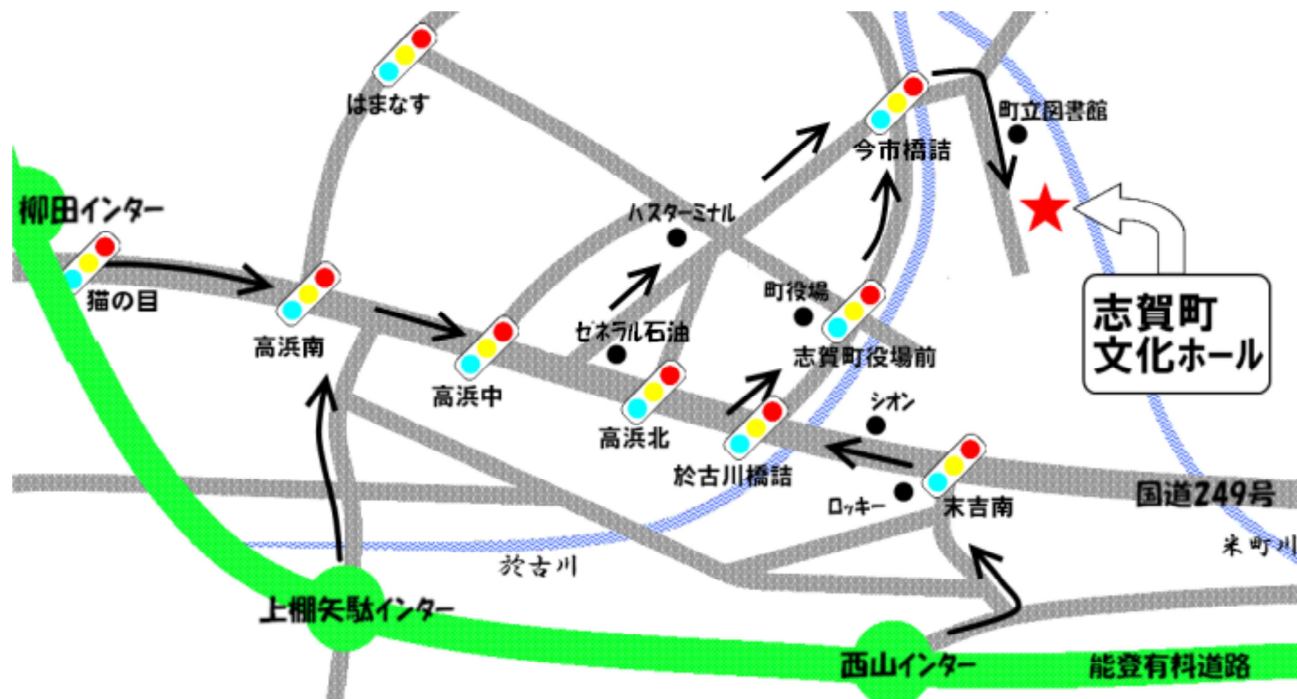 はまなす
町立図書館
今市橋詰
柳田インター
バスターミナル
猫の目
町役場
志賀町
文化ホール
高浜南
ゼネラル石油
志賀町役場前
高浜中
シオン
高浜北
於古川橋詰
国道249号
ロッキー
末吉南
於古川
米町川
上棚矢駄インター
西山インター
能登有料道路